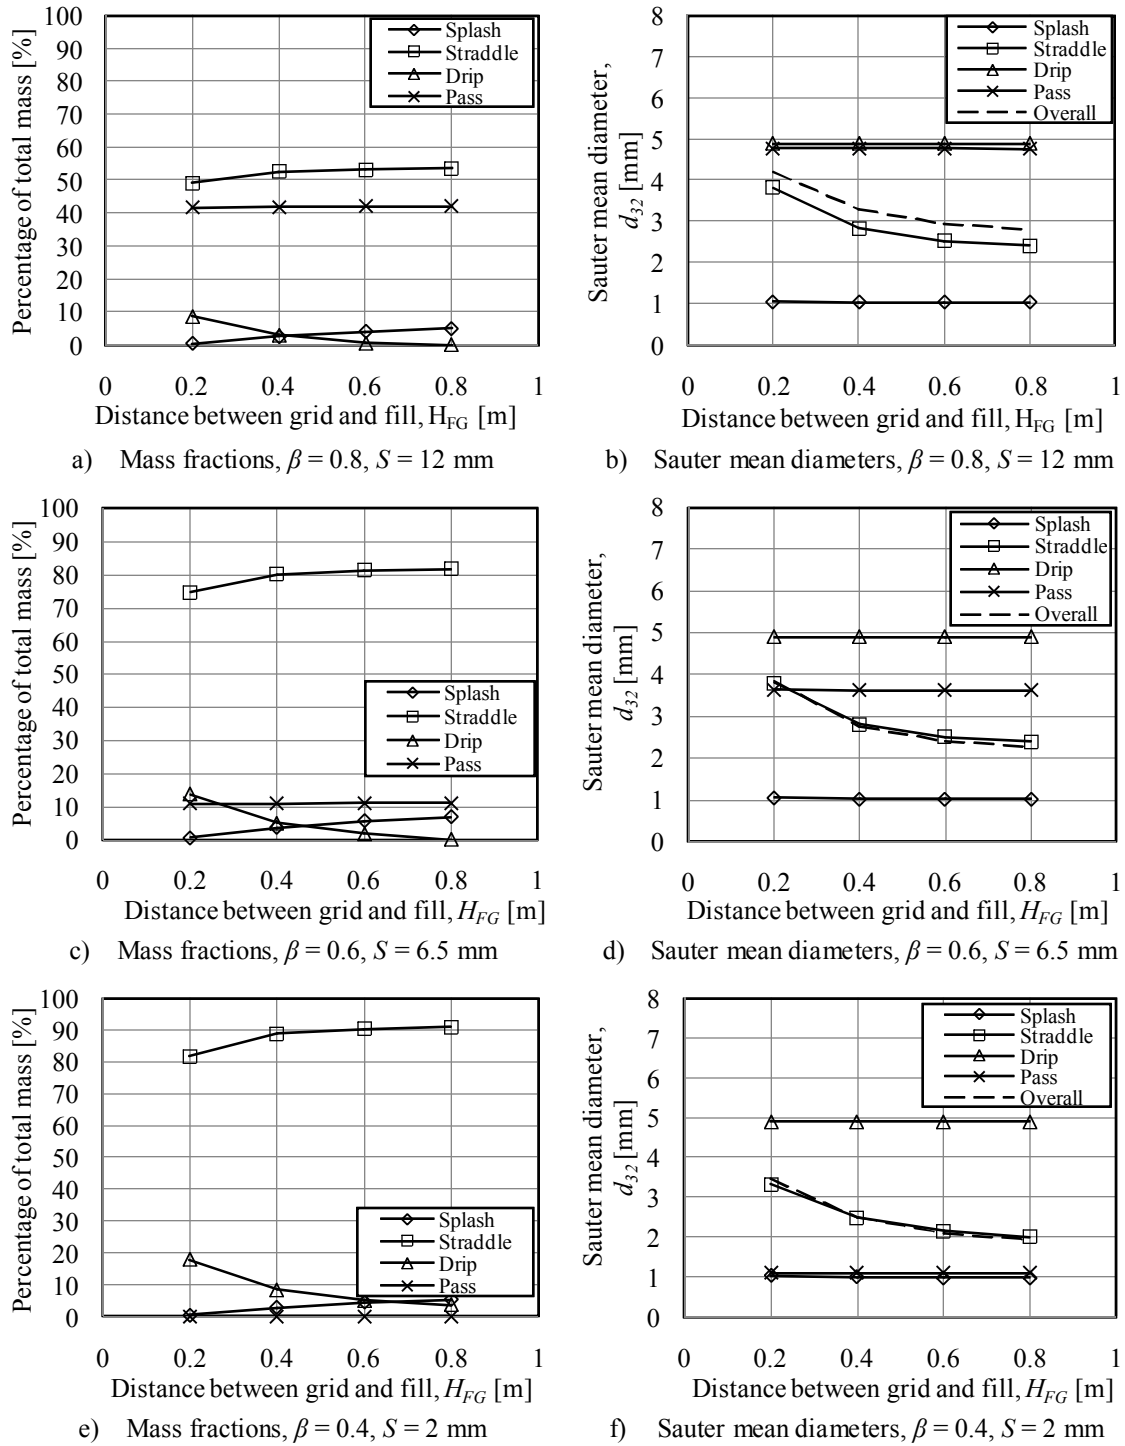 Percentage of total mass [%]
100
90
80
70
60
50
40
30
20
10
0
Splash
Straddle
Drip
Pass
0 0.2 0.4 0.6 0.8 1
Distance between grid and fill, H_FG [m]
a) Mass fractions, β = 0.8, S = 12 mm
Sauter mean diameter,
d_32 [mm]
8
7
6
5
4
3
2
1
0
Splash
Straddle
Drip
Pass
Overall
0 0.2 0.4 0.6 0.8 1
Distance between grid and fill, H_FG [m]
b) Sauter mean diameters, β = 0.8, S = 12 mm
Percentage of total mass [%]
100
90
80
70
60
50
40
30
20
10
0
Splash
Straddle
Drip
Pass
0 0.2 0.4 0.6 0.8 1
Distance between grid and fill, H_FG [m]
c) Mass fractions, β = 0.6, S = 6.5 mm
Sauter mean diameter,
d_32 [mm]
8
7
6
5
4
3
2
1
0
Splash
Straddle
Drip
Pass
Overall
0 0.2 0.4 0.6 0.8 1
Distance between grid and fill, H_FG [m]
d) Sauter mean diameters, β = 0.6, S = 6.5 mm
Percentage of total mass [%]
100
90
80
70
60
50
40
30
20
10
0
Splash
Straddle
Drip
Pass
0 0.2 0.4 0.6 0.8 1
Distance between grid and fill, H_FG [m]
e) Mass fractions, β = 0.4, S = 2 mm
Sauter mean diameter,
d_32 [mm]
8
7
6
5
4
3
2
1
0
Splash
Straddle
Drip
Pass
Overall
0 0.2 0.4 0.6 0.8 1
Distance between grid and fill, H_FG [m]
f) Sauter mean diameters, β = 0.4, S = 2 mm